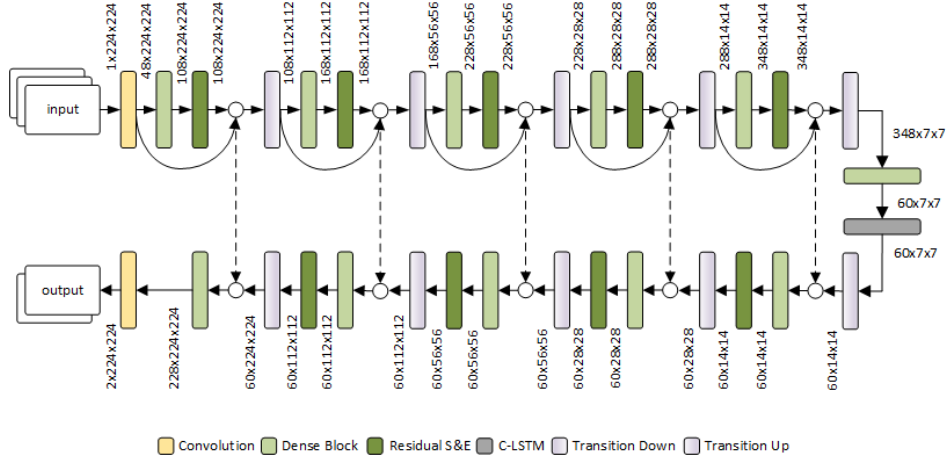 1x224x224
48x224x224
108x224x224
108x224x224
108x112x112
168x112x112
168x112x112
168x56x56
228x56x56
228x56x56
228x28x28
288x28x28
288x28x28
288x14x14
348x14x14
348x14x14
input
348x7x7
60x7x7
60x7x7
output
2x224x224
228x224x224
60x224x224
60x112x112
60x112x112
60x112x112
60x56x56
60x56x56
60x56x56
60x28x28
60x28x28
60x28x28
60x14x14
60x14x14
60x14x14
Convolution Dense Block Residual S&E C-LSTM Transition Down Transition Up